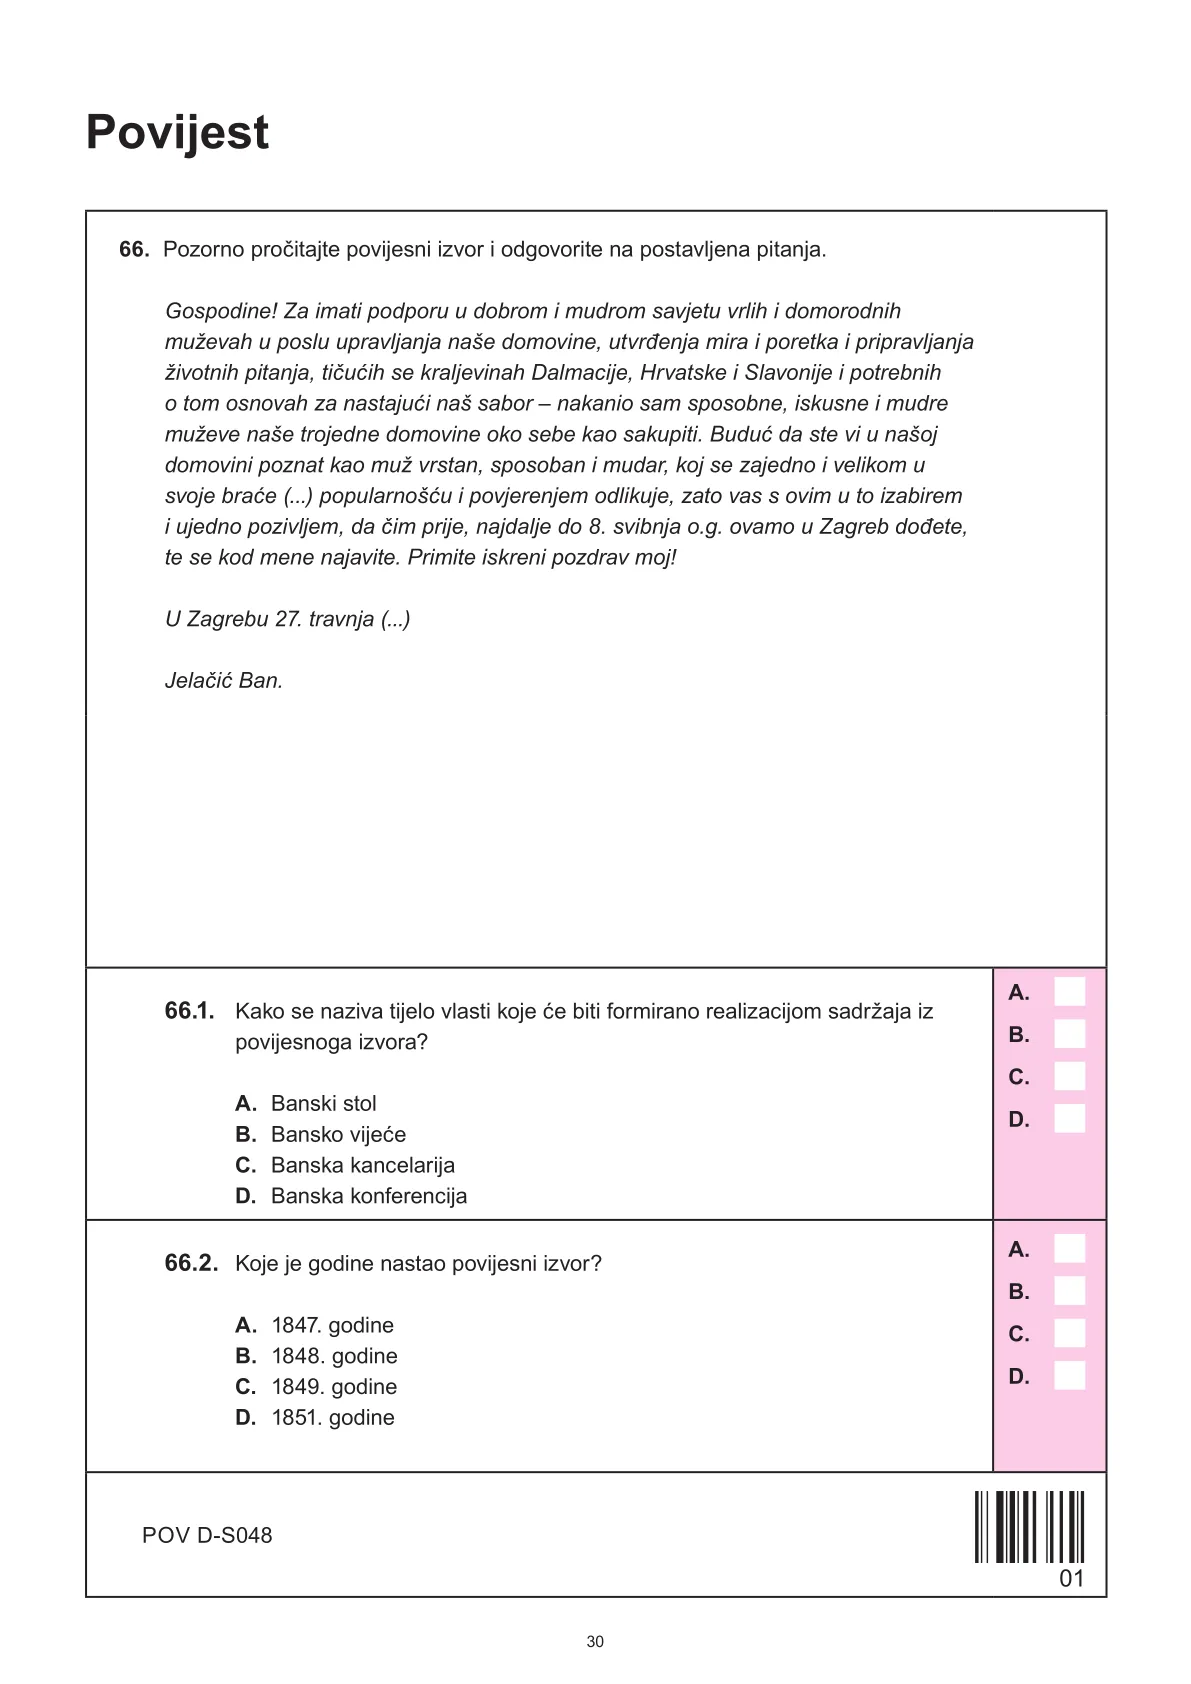 Povijest
66. Pozorno pročitajte povijesni izvor i odgovorite na postavljena pitanja.
Gospodine! Za imati podporu u dobrom i mudrom savjetu vrlih i domorodnih
muževah u poslu upravljanja naše domovine, utvrđenja mira i poretka i pripravljanja
životnih pitanja, tičućih se kraljevinah Dalmacije, Hrvatske i Slavonije i potrebnih
o tom osnovah za nastajući naš sabor – nakanio sam sposobne, iskusne i mudre
muževe naše trojedne domovine oko sebe kao sakupiti. Buduć da ste vi u našoj
domovini poznat kao muž vrstan, sposoban i mudar, koj se zajedno i velikom u
svoje braće (...) popularnošću i povjerenjem odlikuje, zato vas s ovim u to izabirem
i ujedno pozivljem, da čim prije, najdalje do 8. svibnja o.g. ovamo u Zagreb dođete,
te se kod mene najavite. Primite iskreni pozdrav moj!
U Zagrebu 27. travnja (...)
Jelačić Ban.
66.1. Kako se naziva tijelo vlasti koje će biti formirano realizacijom sadržaja iz
povijesnoga izvora?
A. Banski stol
B. Bansko vijeće
C. Banska kancelarija
D. Banska konferencija
A.
B.
C.
D.
66.2. Koje je godine nastao povijesni izvor?
A. 1847. godine
B. 1848. godine
C. 1849. godine
D. 1851. godine
A.
B.
C.
D.
POV D-S048
01
30